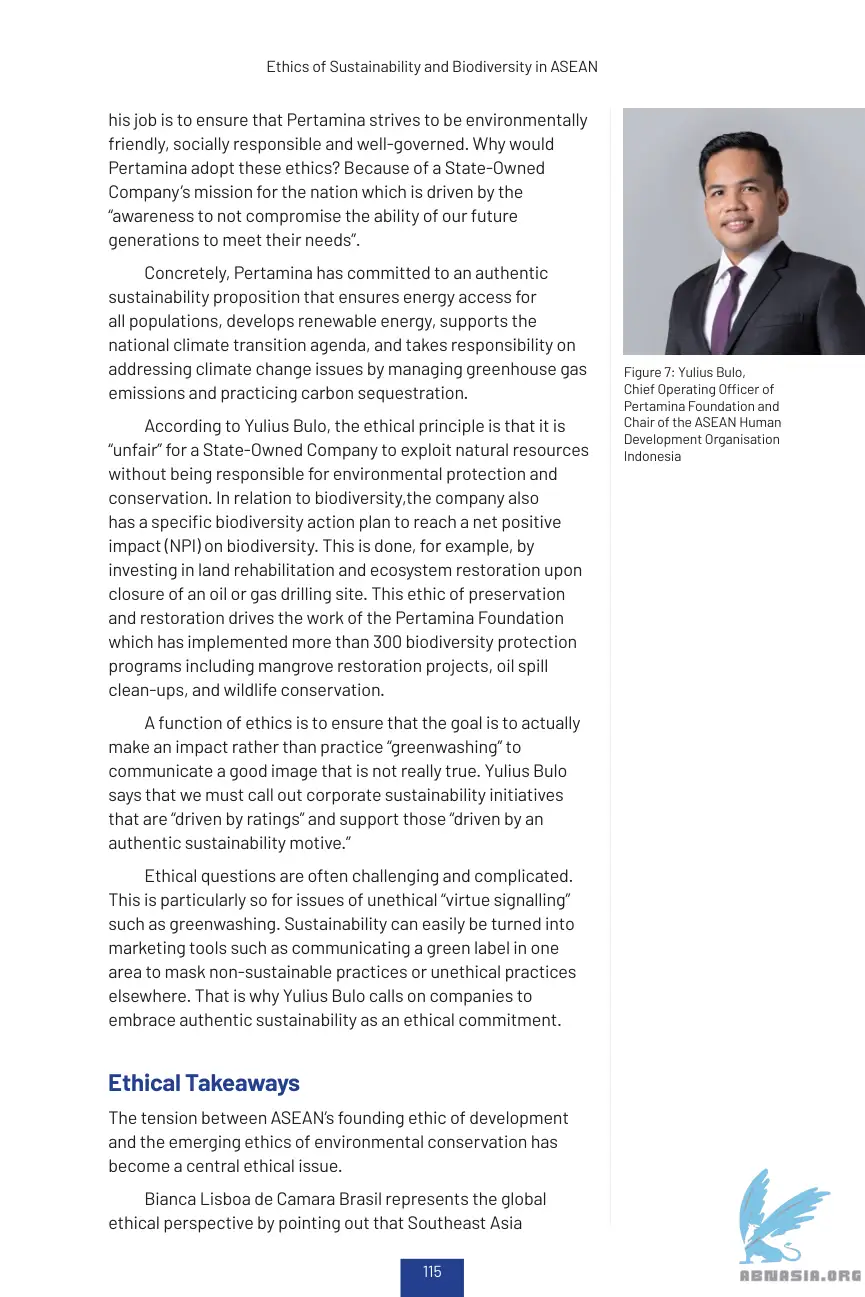 Ethics of Sustainability and Biodiversity in ASEAN
his job is to ensure that Pertamina strives to be environmentally
friendly, socially responsible and well-governed. Why would
Pertamina adopt these ethics? Because of a State-Owned
Company's mission for the nation which is driven by the
“awareness to not compromise the ability of our future
generations to meet their needs”.
Concretely, Pertamina has committed to an authentic
sustainability proposition that ensures energy access for
all populations, develops renewable energy, supports the
national climate transition agenda, and takes responsibility on
addressing climate change issues by managing greenhouse gas
emissions and practicing carbon sequestration.
According to Yulius Bulo, the ethical principle is that it is
“unfair” for a State-Owned Company to exploit natural resources
without being responsible for environmental protection and
conservation. In relation to biodiversity,the company also
has a specific biodiversity action plan to reach a net positive
impact (NPI) on biodiversity. This is done, for example, by
investing in land rehabilitation and ecosystem restoration upon
closure of an oil or gas drilling site. This ethic of preservation
and restoration drives the work of the Pertamina Foundation
which has implemented more than 300 biodiversity protection
programs including mangrove restoration projects, oil spill
clean-ups, and wildlife conservation.
A function of ethics is to ensure that the goal is to actually
make an impact rather than practice “greenwashing” to
communicate a good image that is not really true. Yulius Bulo
says that we must call out corporate sustainability initiatives
that are “driven by ratings” and support those “driven by an
authentic sustainability motive.”
Ethical questions are often challenging and complicated.
This is particularly so for issues of unethical “virtue signalling”
such as greenwashing. Sustainability can easily be turned into
marketing tools such as communicating a green label in one
area to mask non-sustainable practices or unethical practices
elsewhere. That is why Yulius Bulo calls on companies to
embrace authentic sustainability as an ethical commitment.
Ethical Takeaways
The tension between ASEAN's founding ethic of development
and the emerging ethics of environmental conservation has
become a central ethical issue.
Bianca Lisboa de Camara Brasil represents the global
ethical perspective by pointing out that Southeast Asia
Figure 7: Yulius Bulo,
Chief Operating Officer of
Pertamina Foundation and
Chair of the ASEAN Human
Development Organisation
Indonesia
115
ABNASIA.ORG